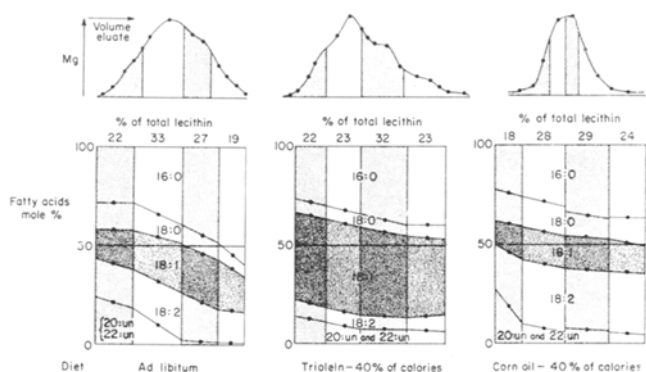 Volume
eluate
Mg
% of total lecithin
22 33 27 19
% of total lecithin
22 23 32 23
% of total lecithin
18 28 29 24
100
Fatty acids
mole %
50
0
16:0
18:0
18:1
18:2
20:un
22:un
100
50
0
16:0
18:0
18:2
20:un and 22:un
100
50
0
16:0
18:0
18:1
18:2
20:un and 22:un
Diet
Ad libitum
Triolein-40% of calories
Corn oil-40% of calories